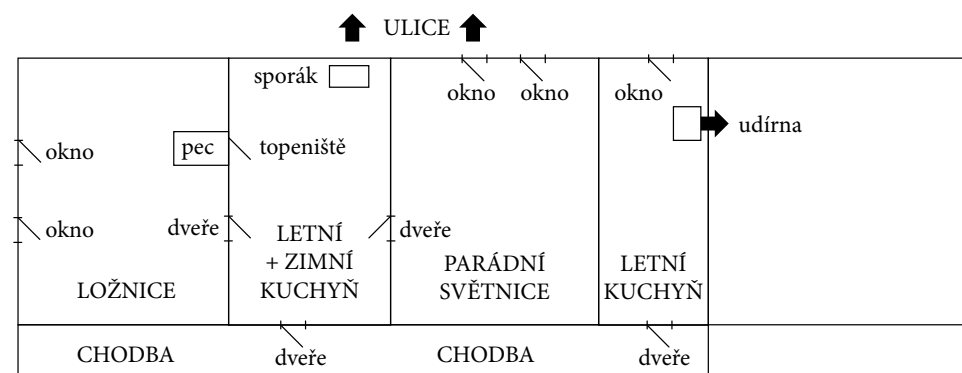 ULICE
sporák
okno
okno
okno
okno
pec
topeniště
udírna
okno
dveře
dveře
LETNÍ
+ ZIMNÍ
KUCHYŇ
LOŽNICE
PARÁDNÍ
SVĚTNICE
LETNÍ
KUCHYŇ
CHODBA
dveře
CHODBA
dveře